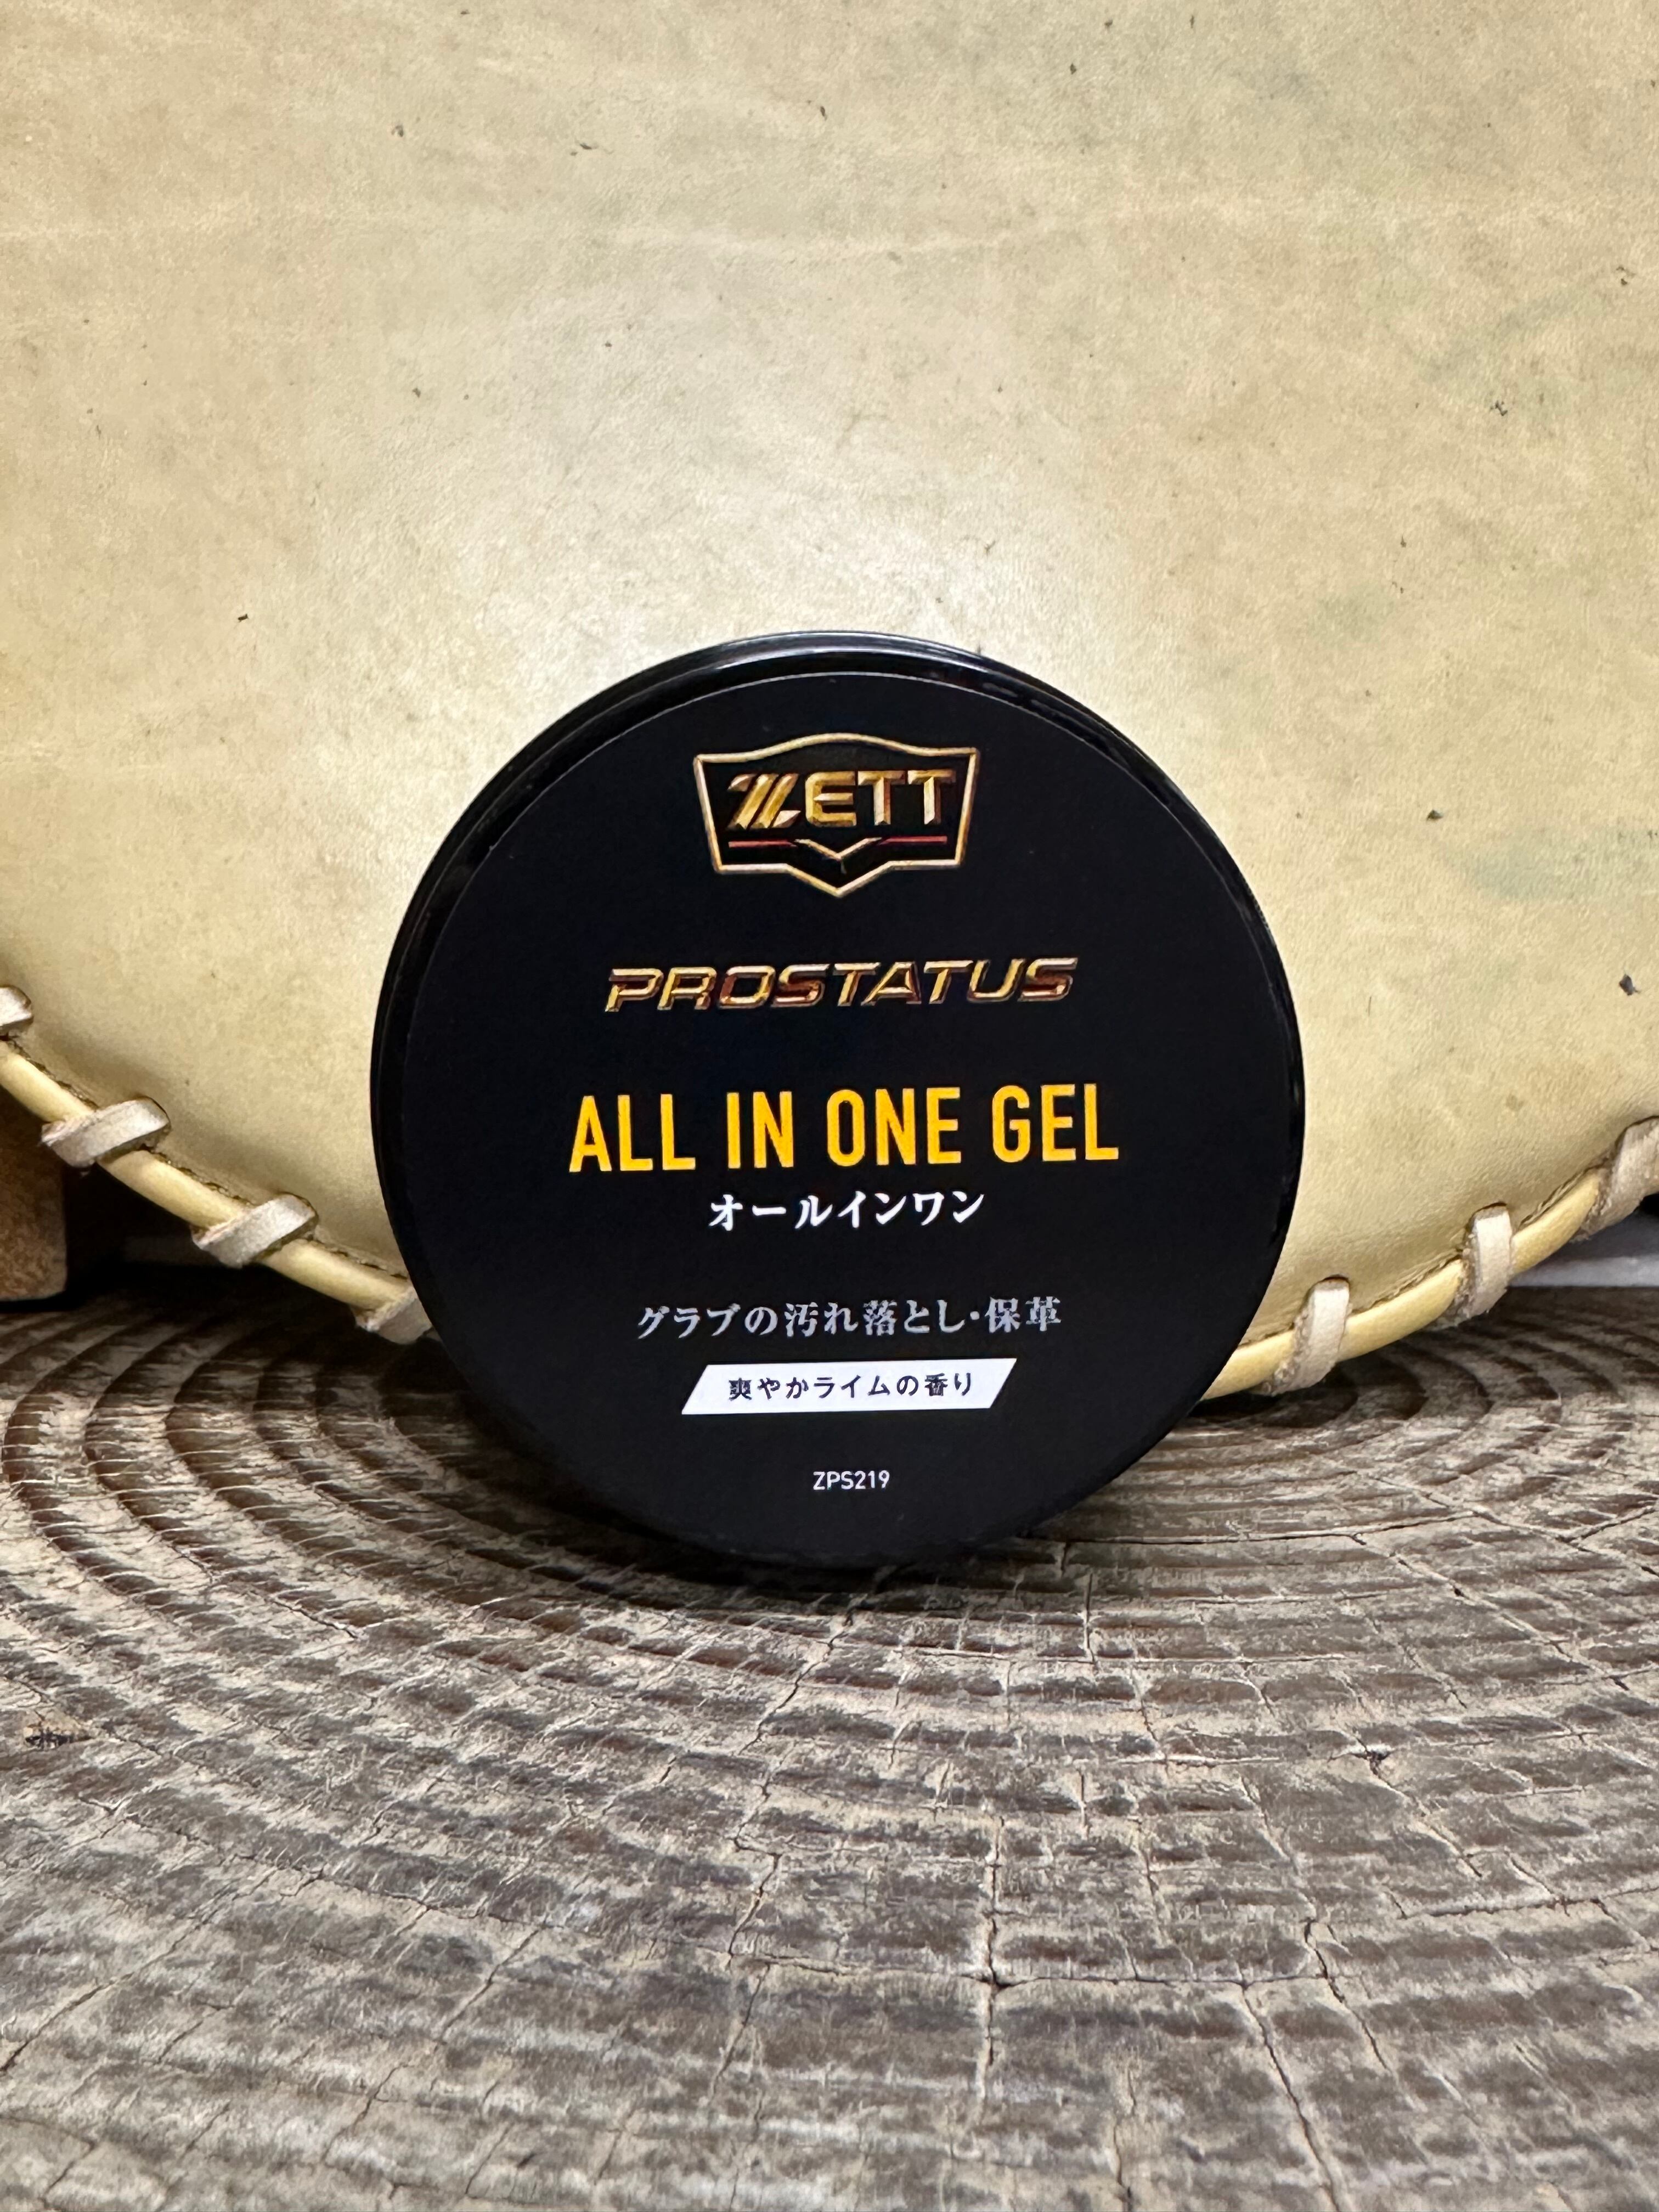 ZETT
PROSTATUS
ALL IN ONE GEL
オールインワン
グラブの汚れ落とし・保革
爽やかライムの香り
ZPS219